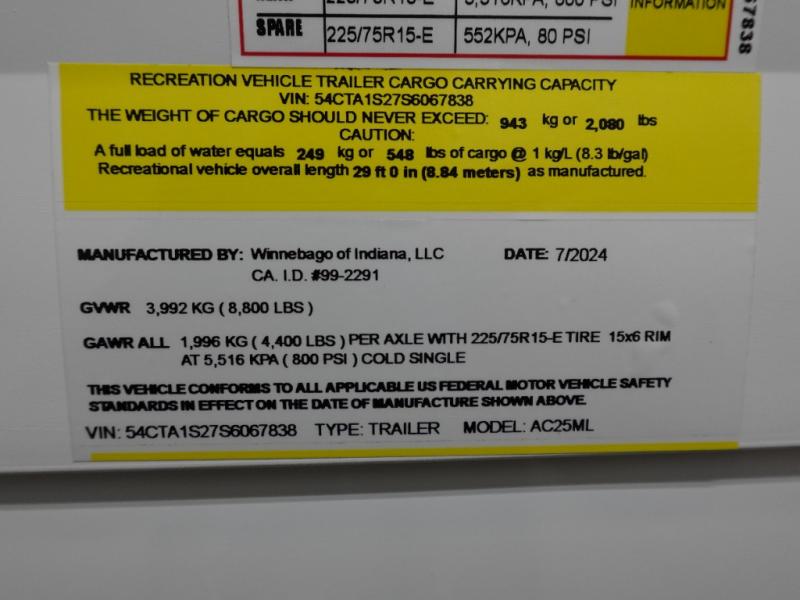 SPARE 225/75R15-E 552KPA, 80 PSI INFORMATION
67838
RECREATION VEHICLE TRAILER CARGO CARRYING CAPACITY
VIN: 54CTA1S27S6067838
THE WEIGHT OF CARGO SHOULD NEVER EXCEED: 943 kg or 2,080 lbs
CAUTION:
A full load of water equals 249 kg or 548 lbs of cargo @ 1 kg/L (8.3 lb/gal)
Recreational vehicle overall length 29 ft 0 in (8.84 meters) as manufactured.
MANUFACTURED BY: Winnebago of Indiana, LLC DATE: 7/2024
CA. I.D. #99-2291
GVWR 3,992 KG ( 8,800 LBS )
GAWR ALL 1,996 KG ( 4,400 LBS ) PER AXLE WITH 225/75R15-E TIRE 15x6 RIM
AT 5,516 KPA ( 800 PSI ) COLD SINGLE
THIS VEHICLE CONFORMS TO ALL APPLICABLE US FEDERAL MOTOR VEHICLE SAFETY
STANDARDS IN EFFECT ON THE DATE OF MANUFACTURE SHOWN ABOVE.
VIN: 54CTA1S27S6067838 TYPE: TRAILER MODEL: AC25ML